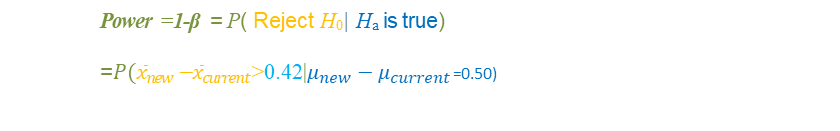 Power =1-β = P( Reject H₀| Hₐ is true)
=P(x̄new −x̄current>0.42|μnew − μcurrent =0.50)